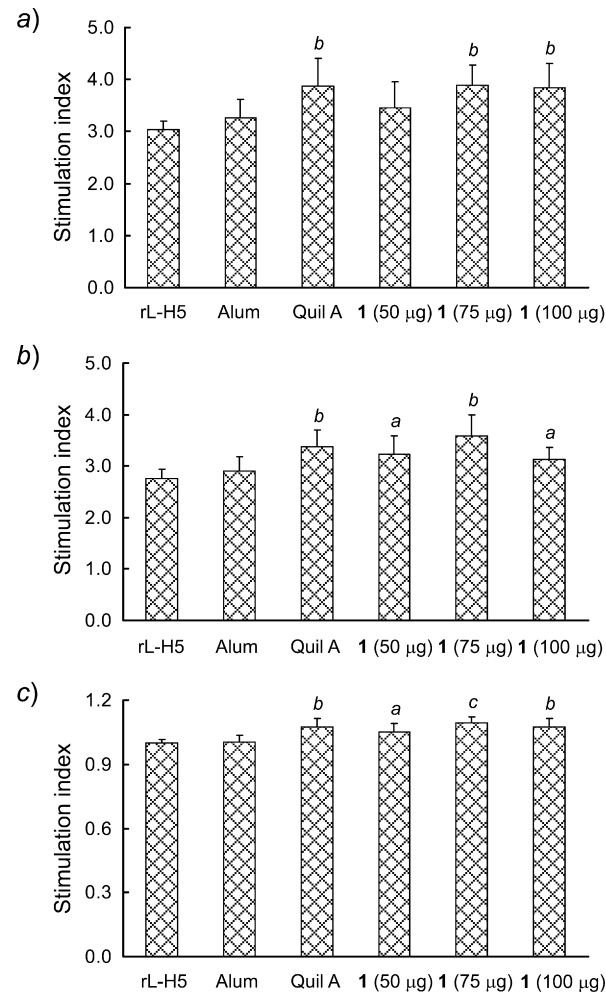 a)
5.0
b
b
b
4.0
3.0
2.0
1.0
0.0
Stimulation index
rL-H5 Alum Quil A 1 (50 µg) 1 (75 µg) 1 (100 µg)
b)
5.0
b
a
b
a
4.0
3.0
2.0
1.0
0.0
Stimulation index
rL-H5 Alum Quil A 1 (50 µg) 1 (75 µg) 1 (100 µg)
c)
1.2
b
a
c
b
0.9
0.6
0.3
0.0
Stimulation index
rL-H5 Alum Quil A 1 (50 µg) 1 (75 µg) 1 (100 µg)